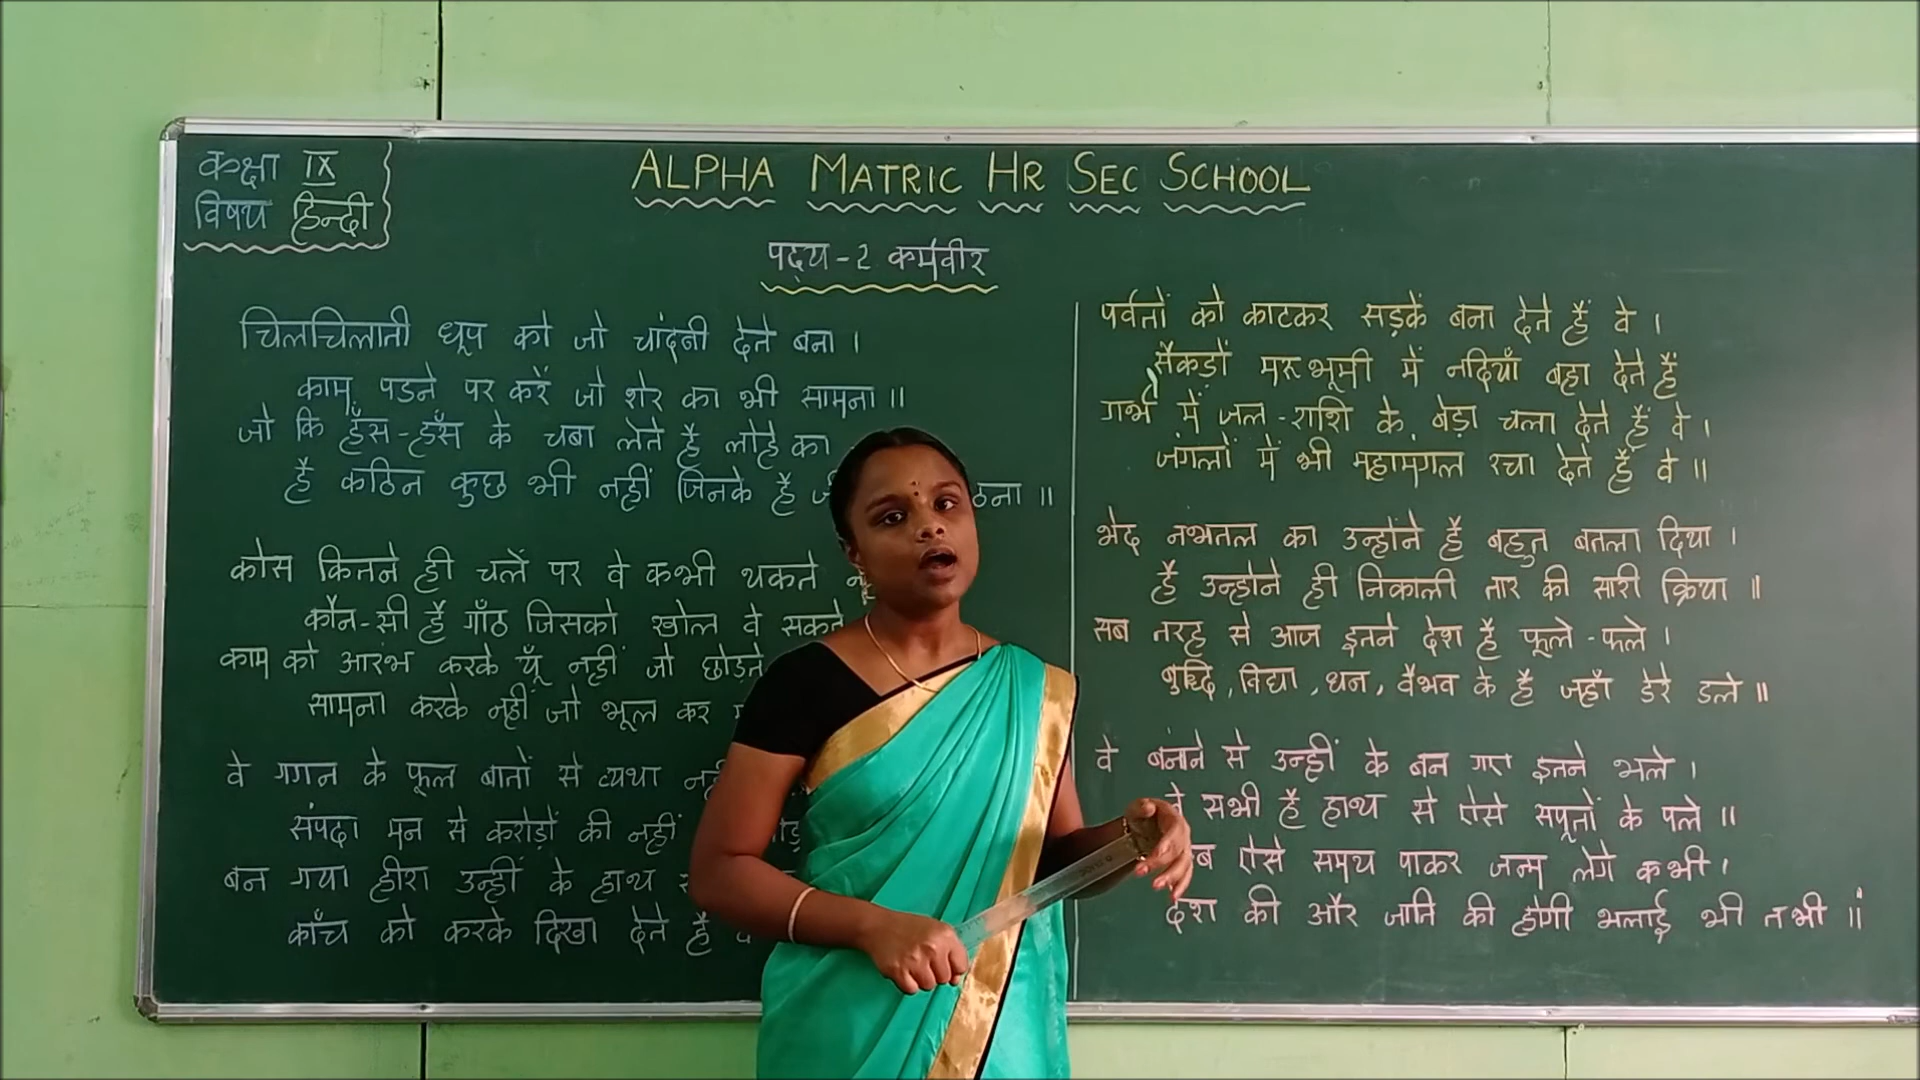 कक्षा IX
विषय हिन्दी
ALPHA MATRIC HR SEC SCHOOL
पद्य-2 कर्मवीर
चिलचिलाती धूप को जो चांदनी देते बना ।
काम पडने पर करें जो शेर का भी सामना ॥
जो कि हँस-हँस के चबा लेते हैं लोहे का
है कठिन कुछ भी नहीं जिनके है ठना ॥
कोस कितने ही चलें पर वे कभी थकते
कौन-सी है गाँठ जिसको खोल वे सकते
काम को आरंभ करके यूँ नहीं जो छोड़ते
सामना करके नहीं जो भूल कर
वे गगन के फूल बातों से व्यथा
संपदा मन से करोड़ों की नहीं
बन गया हीरा उन्हीं के हाथ
काँच को करके दिखा देते हैं
पर्वतों को काटकर सड़कें बना देते हैं वे ।
सैकड़ों मरूभूमी में नदियाँ बहा देते हैं
गर्भ में जल-राशि के बेड़ा चला देते हैं वे ।
जंगलों में भी महामंगल रचा देते हैं वे ॥
भेद नभतल का उन्होंने है बहुत बतला दिया ।
है उन्होने ही निकाली तार की सारी क्रिया ॥
सब तरह से आज इतने देश हैं फूले-फले ।
बुध्दि, विद्या, धन, वैभव के हैं जहाँ डेरे डले ॥
वे बनाने से उन्हीं के बन गए इतने भले ।
सभी हैं हाथ से ऐसे सपूतों के पले ॥
ऐसे समय पाकर जन्म लेगे कभी ।
देश की और जाति की होगी भलाई भी तभी ॥